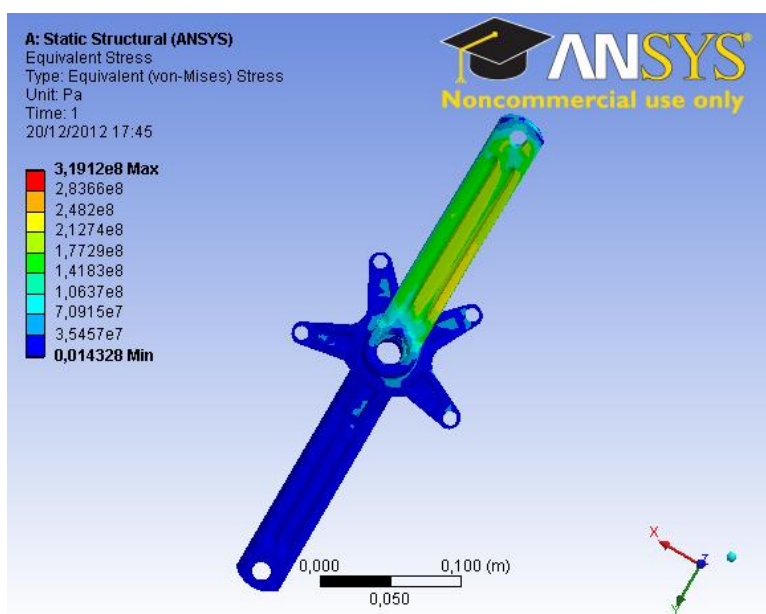 A: Static Structural (ANSYS)
Equivalent Stress
Type: Equivalent (von-Mises) Stress
Unit: Pa
Time: 1
20/12/2012 17:45
ANSYS®
Noncommercial use only
3,1912e8 Max
2,8366e8
2,482e8
2,1274e8
1,7729e8
1,4183e8
1,0637e8
7,0915e7
3,5457e7
0,014328 Min
0,000 0,100 (m)
0,050
X
Z
Y